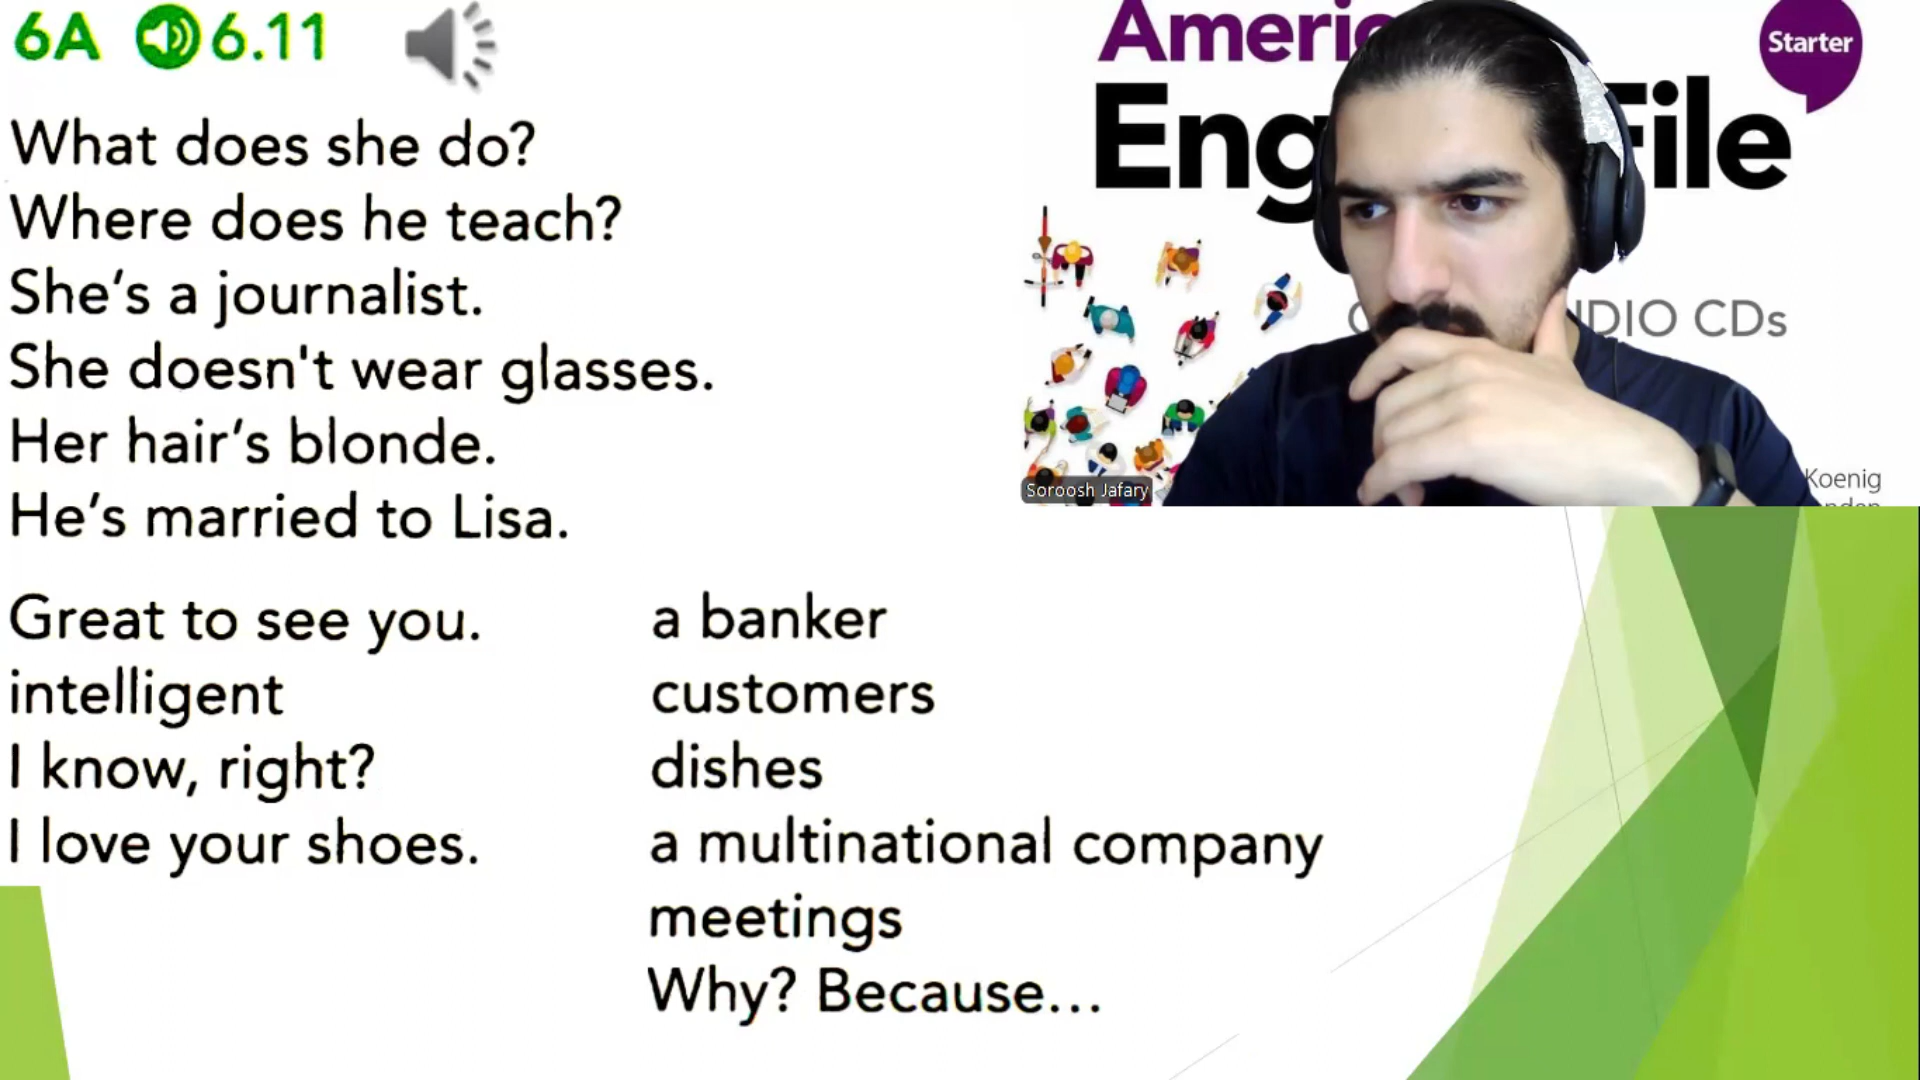 6A 6.11
What does she do?
Where does he teach?
She's a journalist.
She doesn't wear glasses.
Her hair's blonde.
He's married to Lisa.
Great to see you.
intelligent
I know, right?
I love your shoes.
a banker
customers
dishes
a multinational company
meetings
Why? Because...
Starter
CDs
Soroosh Jafary
Koenig